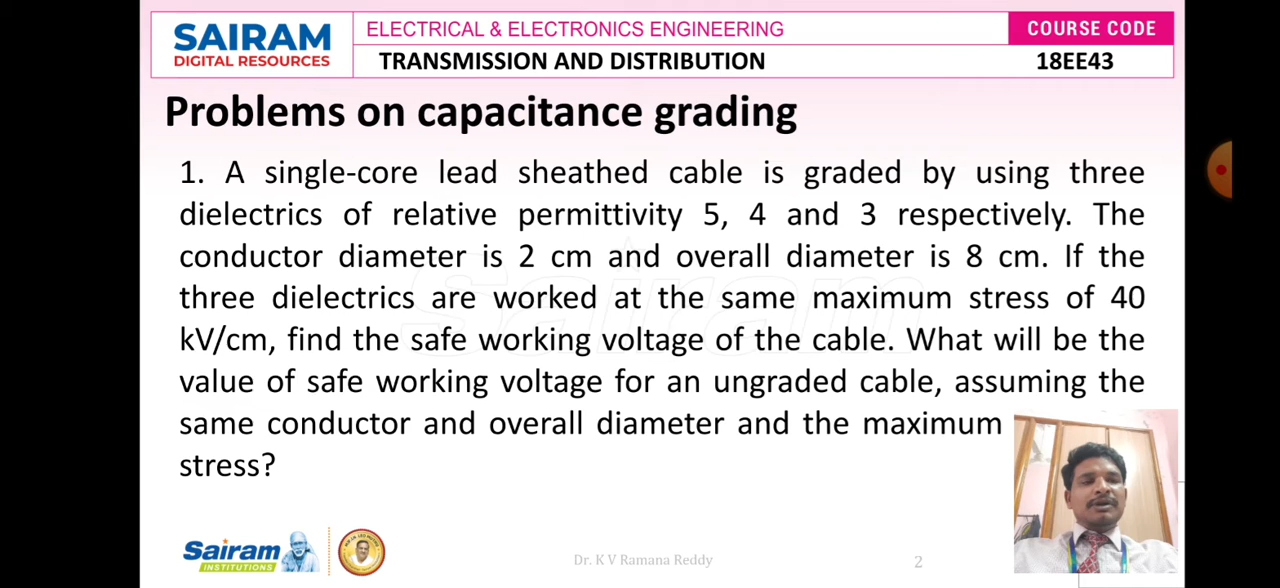 SAIRAM
DIGITAL RESOURCES
ELECTRICAL & ELECTRONICS ENGINEERING
COURSE CODE
TRANSMISSION AND DISTRIBUTION
18EE43
Problems on capacitance grading
1. A single-core lead sheathed cable is graded by using three
dielectrics of relative permittivity 5, 4 and 3 respectively. The
conductor diameter is 2 cm and overall diameter is 8 cm. If the
three dielectrics are worked at the same maximum stress of 40
kV/cm, find the safe working voltage of the cable. What will be the
value of safe working voltage for an ungraded cable, assuming the
same conductor and overall diameter and the maximum
stress?
Sairam
Sairam
INSTITUTIONS
Dr. K V Ramana Reddy
2